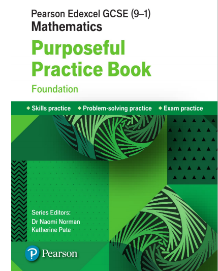 Pearson Edexcel GCSE (9–1)
Mathematics
Purposeful
Practice Book
Foundation
Skills practice Problem-solving practice Exam practice
Series Editors:
Dr Naomi Norman
Katherine Pate
Pearson